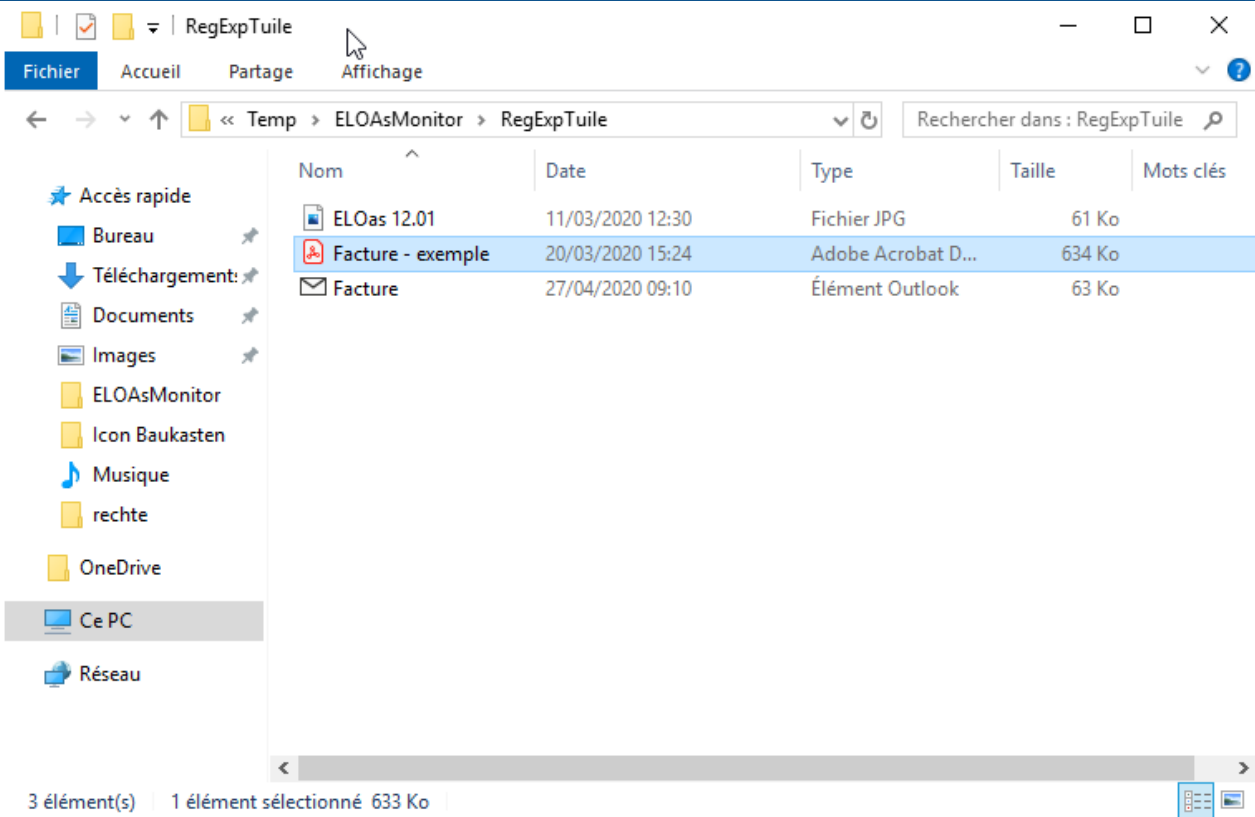 RegExpTuile
Fichier Accueil Partage Affichage
« Temp > ELOAsMonitor > RegExpTuile Rechercher dans : RegExpTuile
Nom Date Type Taille Mots clés
Accès rapide
Bureau
Téléchargements
Documents
Images
ELOAsMonitor
Icon Baukasten
Musique
rechte
OneDrive
Ce PC
Réseau
ELOas 12.01 11/03/2020 12:30 Fichier JPG 61 Ko
Facture - exemple 20/03/2020 15:24 Adobe Acrobat D... 634 Ko
Facture 27/04/2020 09:10 Élément Outlook 63 Ko
3 élément(s) 1 élément sélectionné 633 Ko